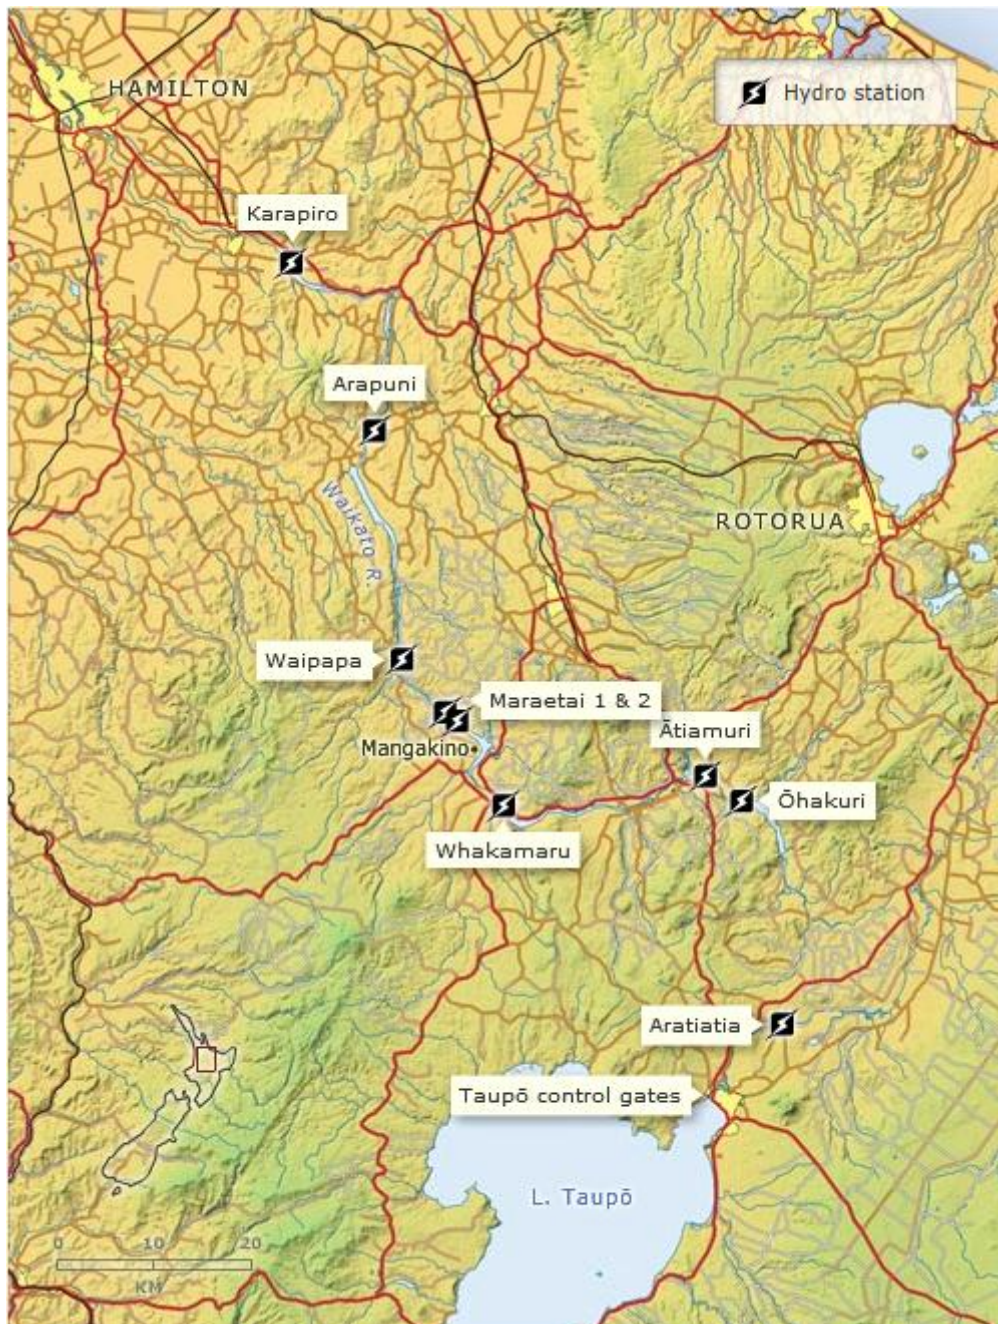 HAMILTON
Hydro station
Karapiro
Arapuni
Waikato R
ROTORUA
Waipapa
Maraetai 1 & 2
Mangakino
Ātiamuri
Ōhakuri
Whakamaru
Aratiatia
Taupō control gates
L. Taupō
0 10 20
KM